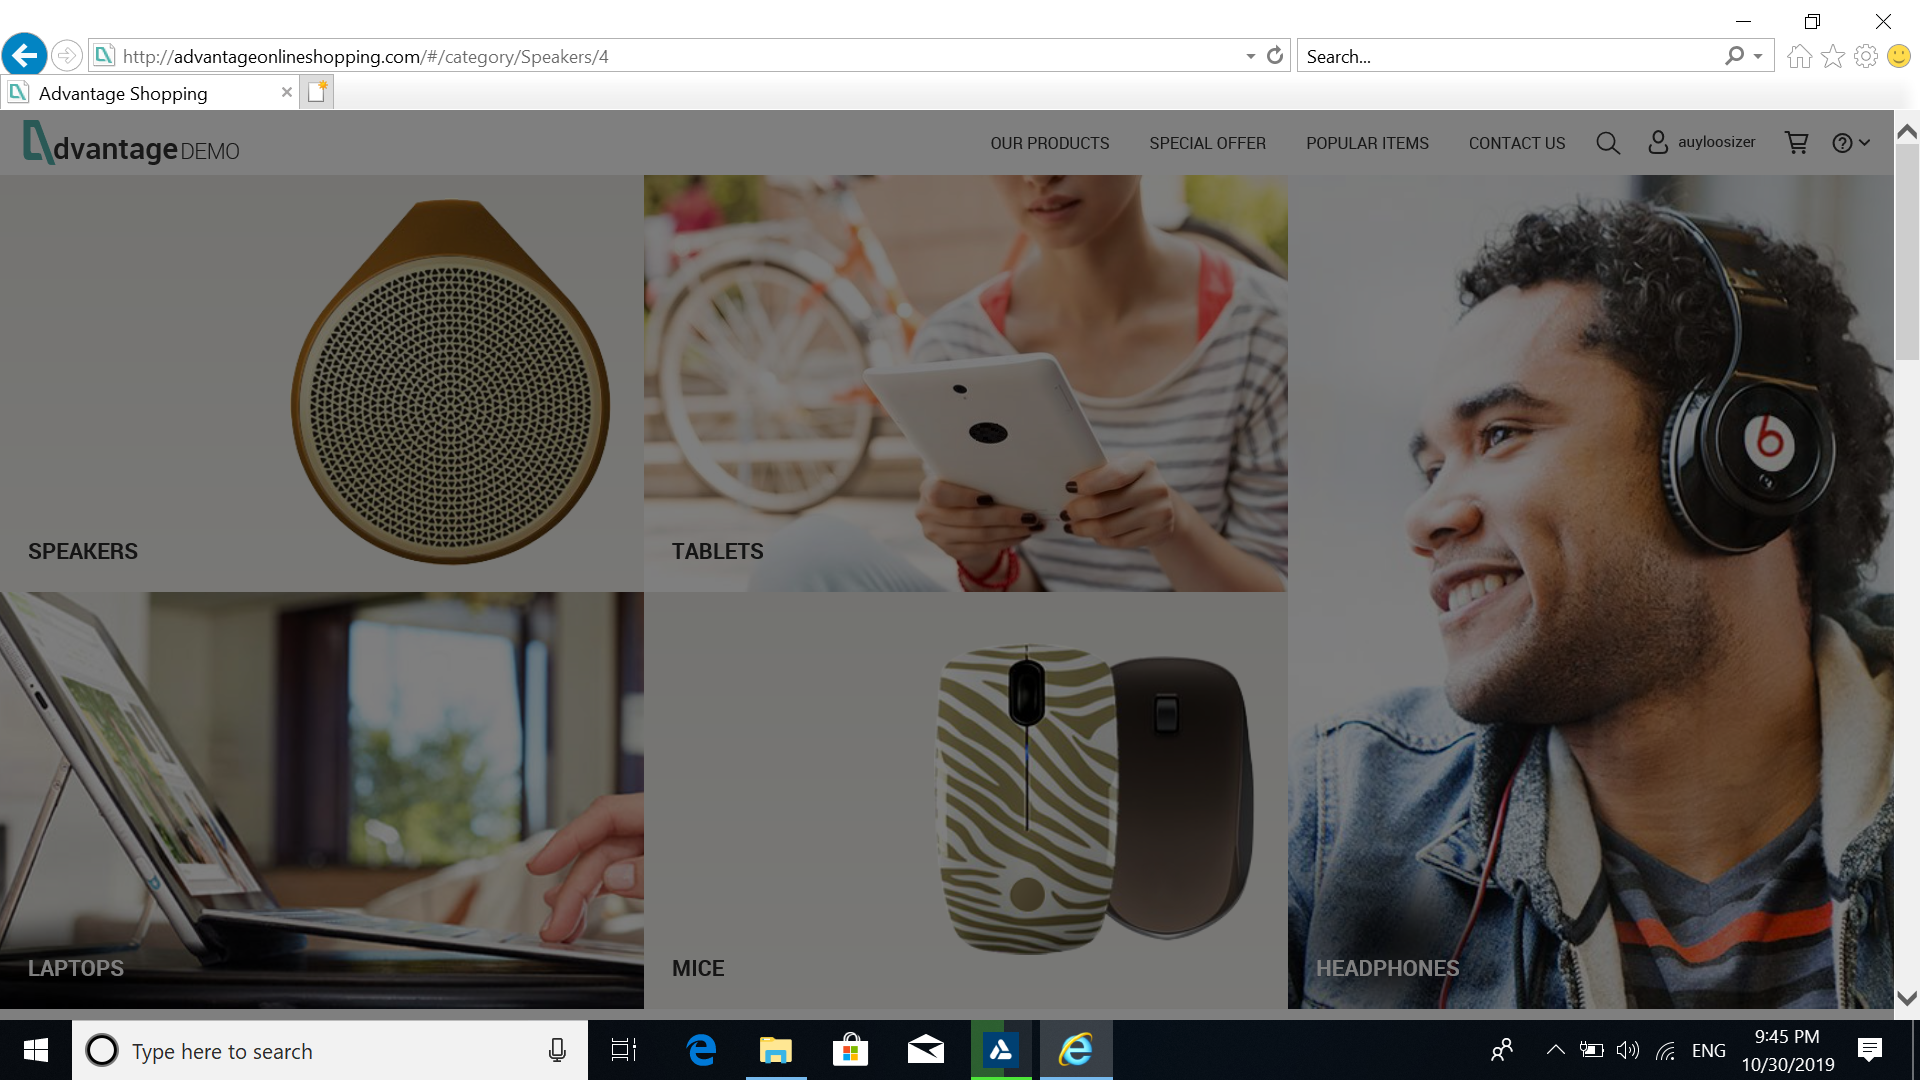 http://advantageonlineshopping.com/#/category/Speakers/4
Search...
Advantage Shopping
dvantage DEMO
OUR PRODUCTS
SPECIAL OFFER
POPULAR ITEMS
CONTACT US
auyloosizer
SPEAKERS
TABLETS
LAPTOPS
MICE
HEADPHONES
Type here to search
ENG
9:45 PM
10/30/2019